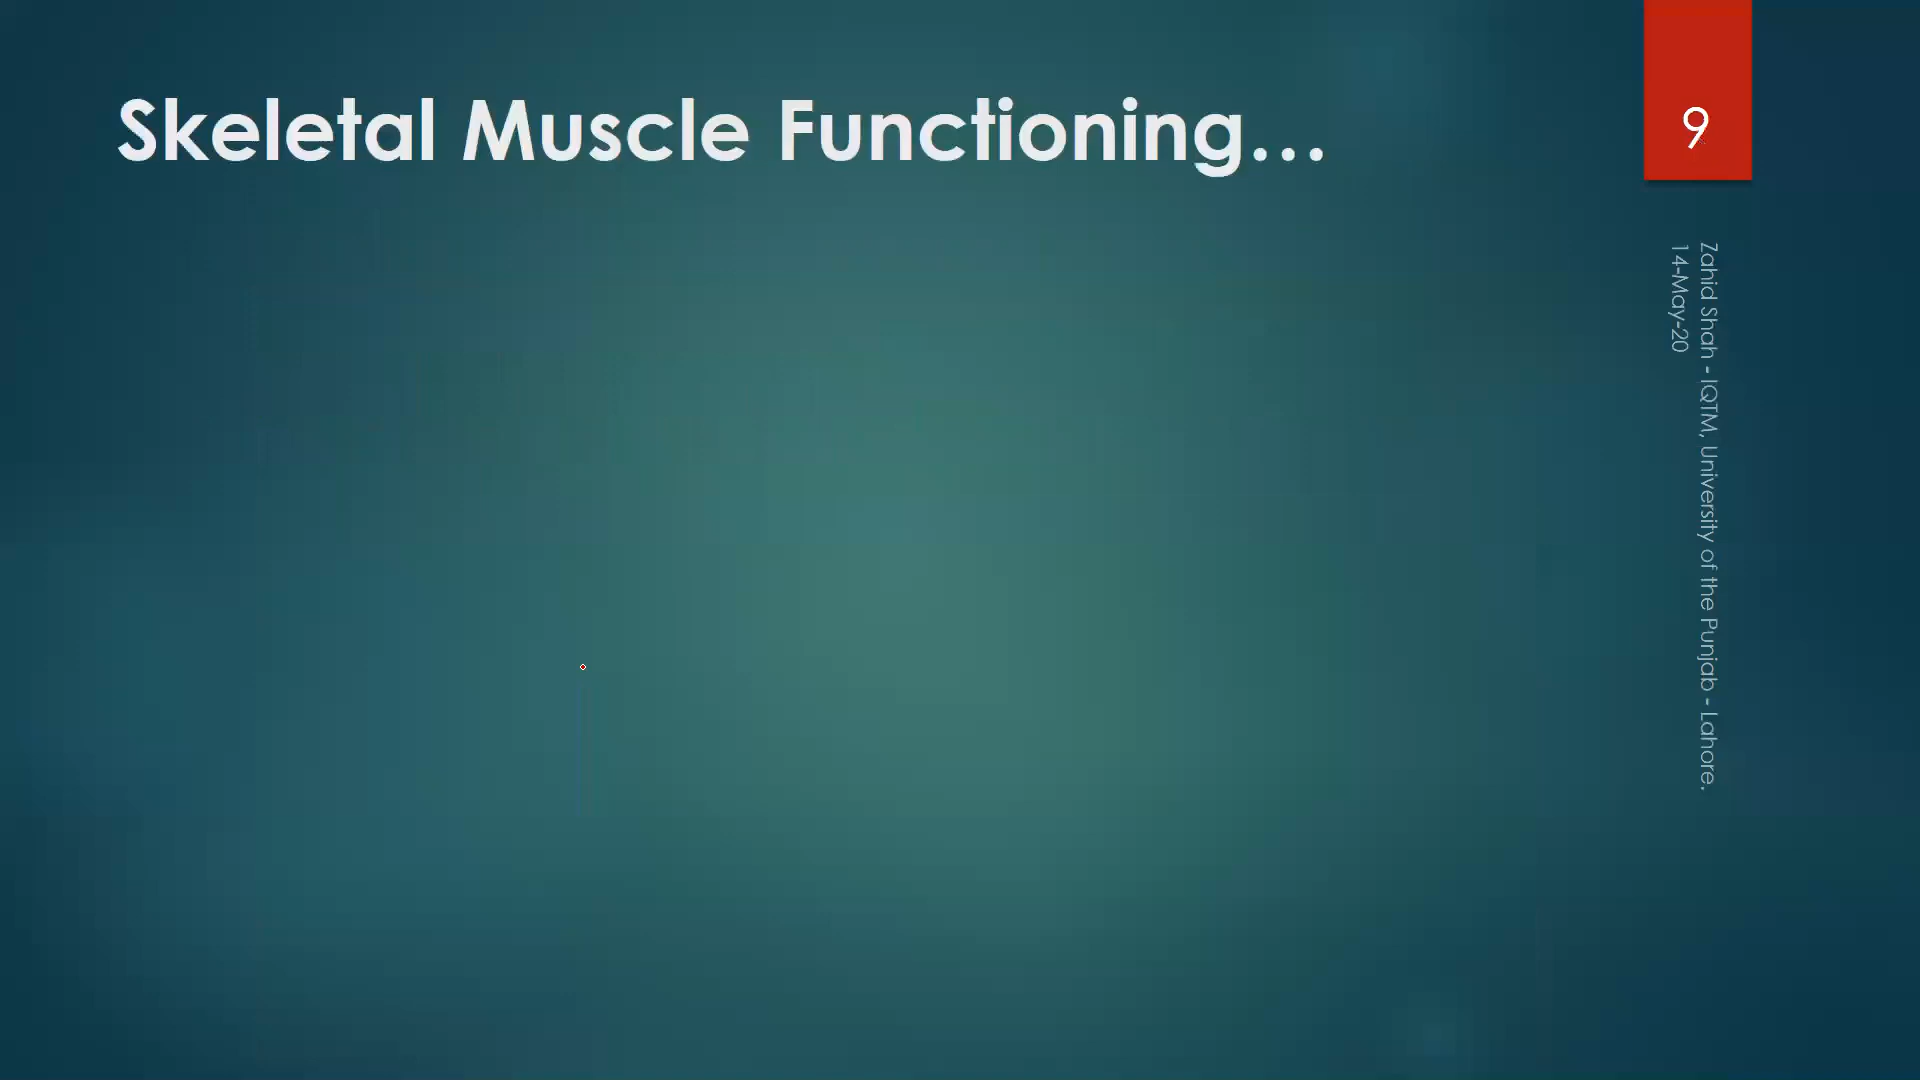 Skeletal Muscle Functioning...
9
Zahid Shah - IQTM, University of the Punjab - Lahore.
14-May-20